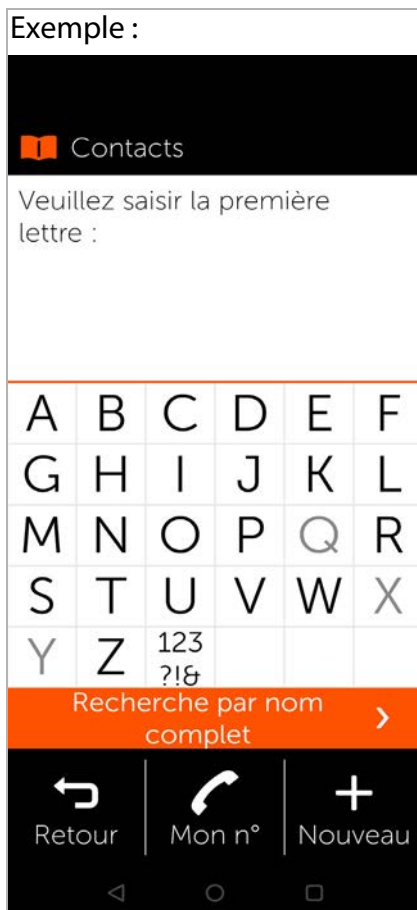 Exemple :
Contacts
Veuillez saisir la première
lettre :
A B C D E F
G H I J K L
M N O P Q R
S T U V W X
Y Z 123
?!&
Recherche par nom
complet
Retour Mon n° Nouveau